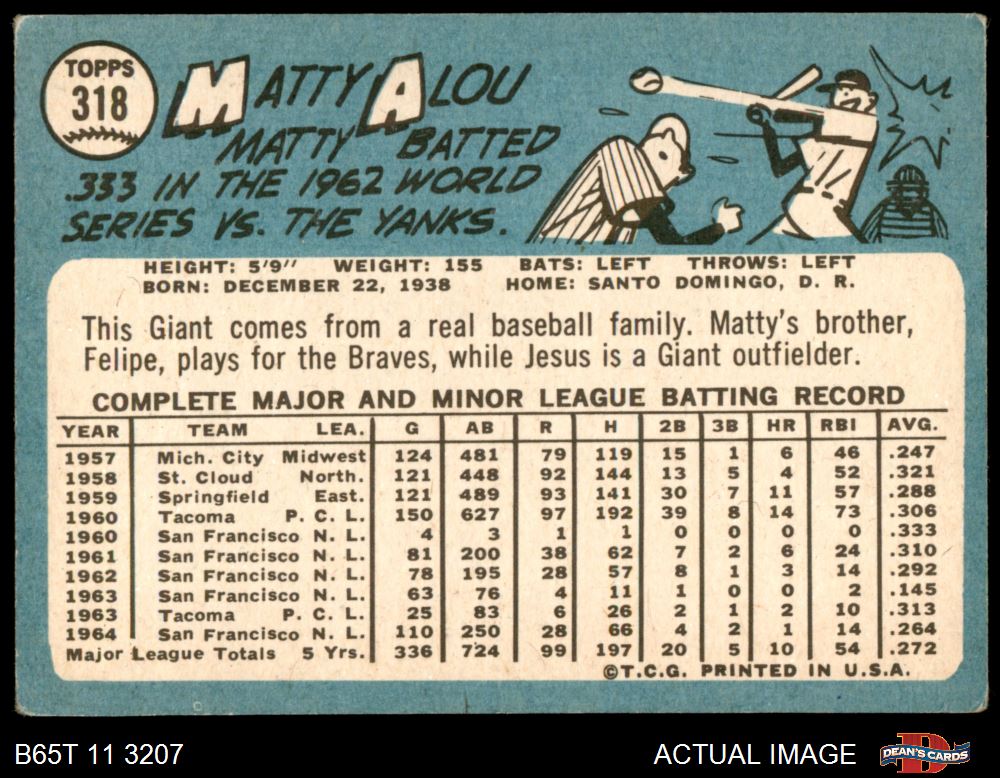 TOPPS
318
MATTY ALOU
MATTY BATTED
.333 IN THE 1962 WORLD
SERIES VS. THE YANKS.
HEIGHT: 5'9" WEIGHT: 155 BATS: LEFT THROWS: LEFT
BORN: DECEMBER 22, 1938 HOME: SANTO DOMINGO, D. R.
This Giant comes from a real baseball family. Matty's brother,
Felipe, plays for the Braves, while Jesus is a Giant outfielder.
COMPLETE MAJOR AND MINOR LEAGUE BATTING RECORD
YEAR TEAM LEA. G AB R H 2B 3B HR RBI AVG.
1957 Mich. City Midwest 124 481 79 119 15 1 6 46 .247
1958 St. Cloud North. 121 448 92 144 13 5 4 52 .321
1959 Springfield East. 121 489 93 141 30 7 11 57 .288
1960 Tacoma P. C. L. 150 627 97 192 39 8 14 73 .306
1960 San Francisco N. L. 4 3 1 1 0 0 0 0 .333
1961 San Francisco N. L. 81 200 38 62 7 2 6 24 .310
1962 San Francisco N. L. 78 195 28 57 8 1 3 14 .292
1963 San Francisco N. L. 63 76 4 11 1 0 0 2 .145
1963 Tacoma P. C. L. 25 83 6 26 2 1 2 10 .313
1964 San Francisco N. L. 110 250 28 66 4 2 1 14 .264
Major League Totals 5 Yrs. 336 724 99 197 20 5 10 54 .272
©T.C.G. PRINTED IN U.S.A.
B65T 11 3207
ACTUAL IMAGE
DEAN'S CARDS